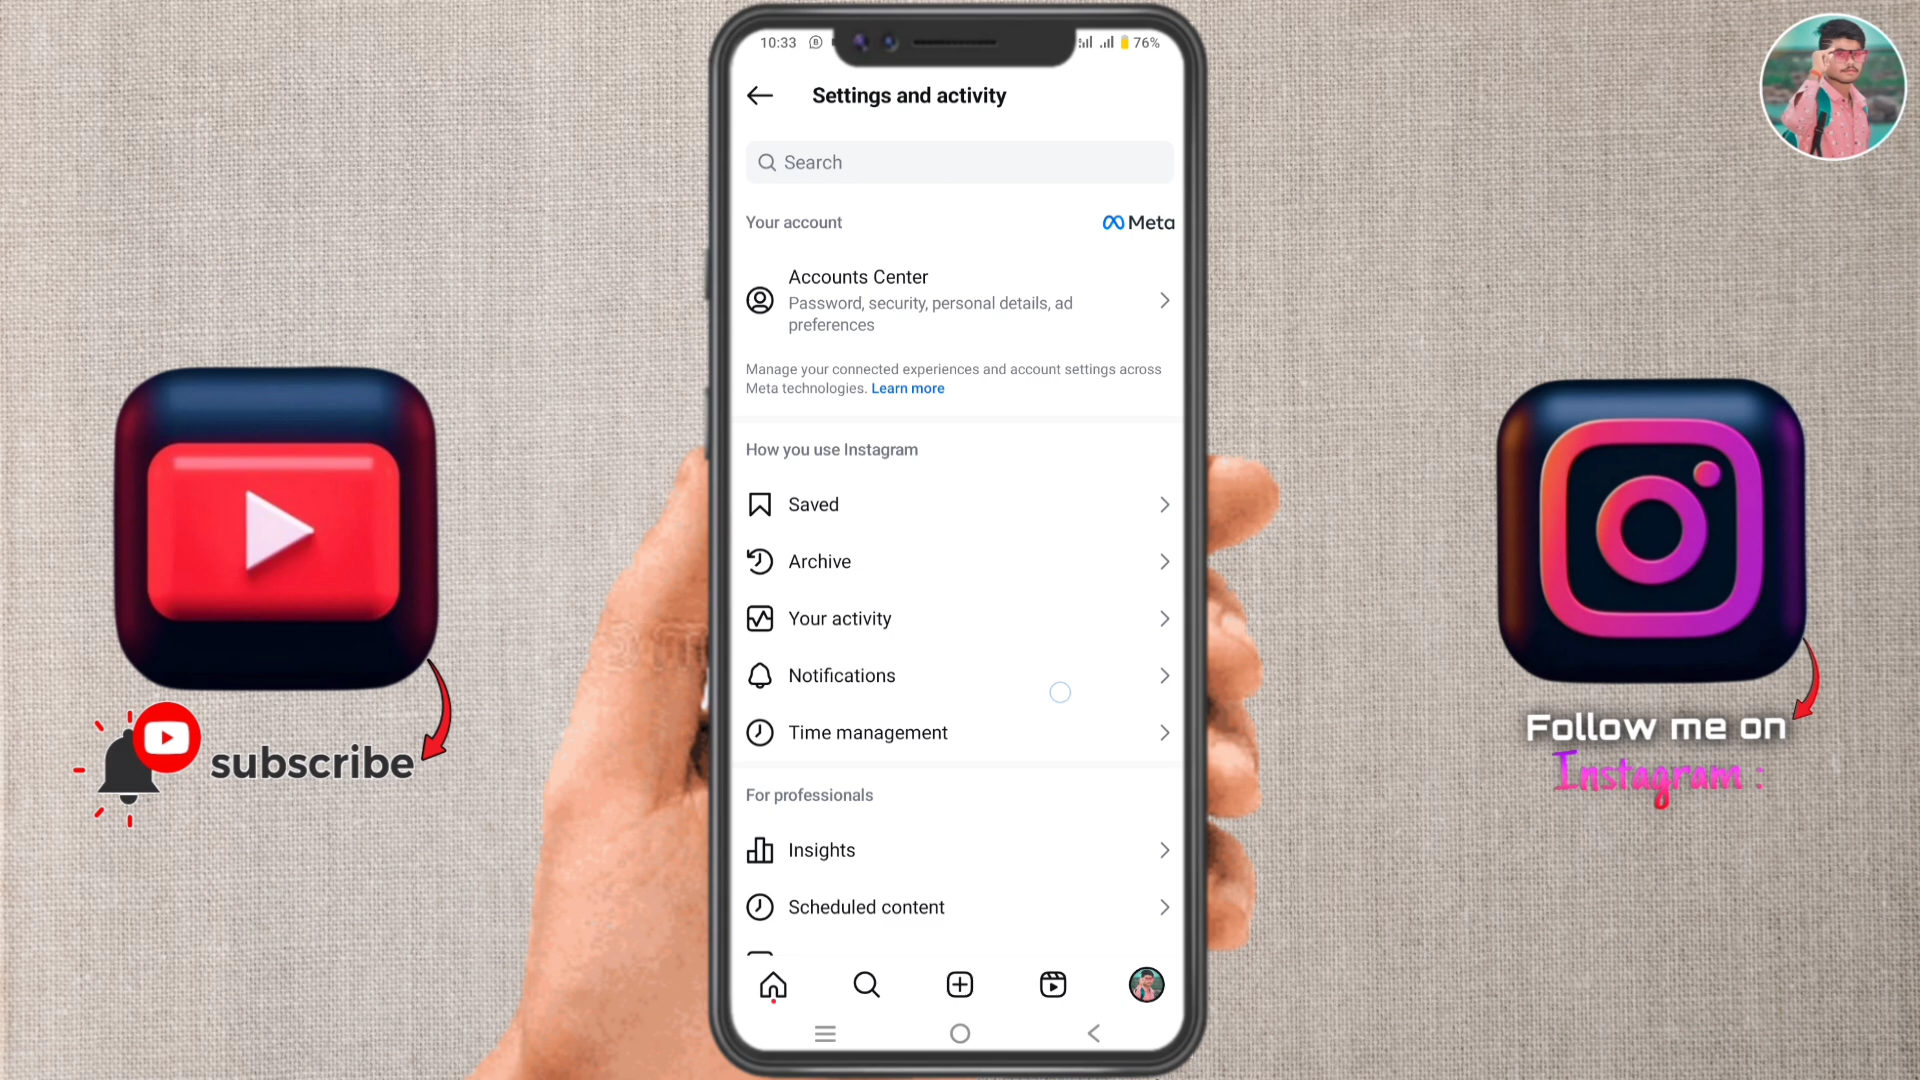 10:33
76%
Settings and activity
Search
Your account
Meta
Accounts Center
Password, security, personal details, ad
preferences
Manage your connected experiences and account settings across
Meta technologies. Learn more
How you use Instagram
Saved
Archive
Your activity
Notifications
Time management
For professionals
Insights
Scheduled content
subscribe
Follow me on
Instagram :